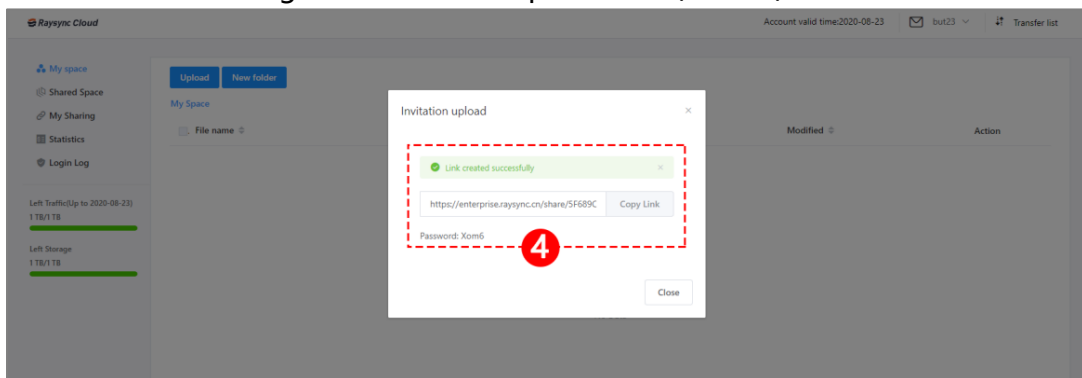 Raysync Cloud
Account valid time:2020-08-23
but23
Transfer list
My space
Shared Space
My Sharing
Statistics
Login Log
Left Traffic(Up to 2020-08-23)
1 TB/1 TB
Left Storage
1 TB/1 TB
Upload
New folder
My Space
File name
Modified
Action
Invitation upload
Link created successfully
https://enterprise.raysync.cn/share/5F689C
Copy Link
Password: Xom6
4
Close